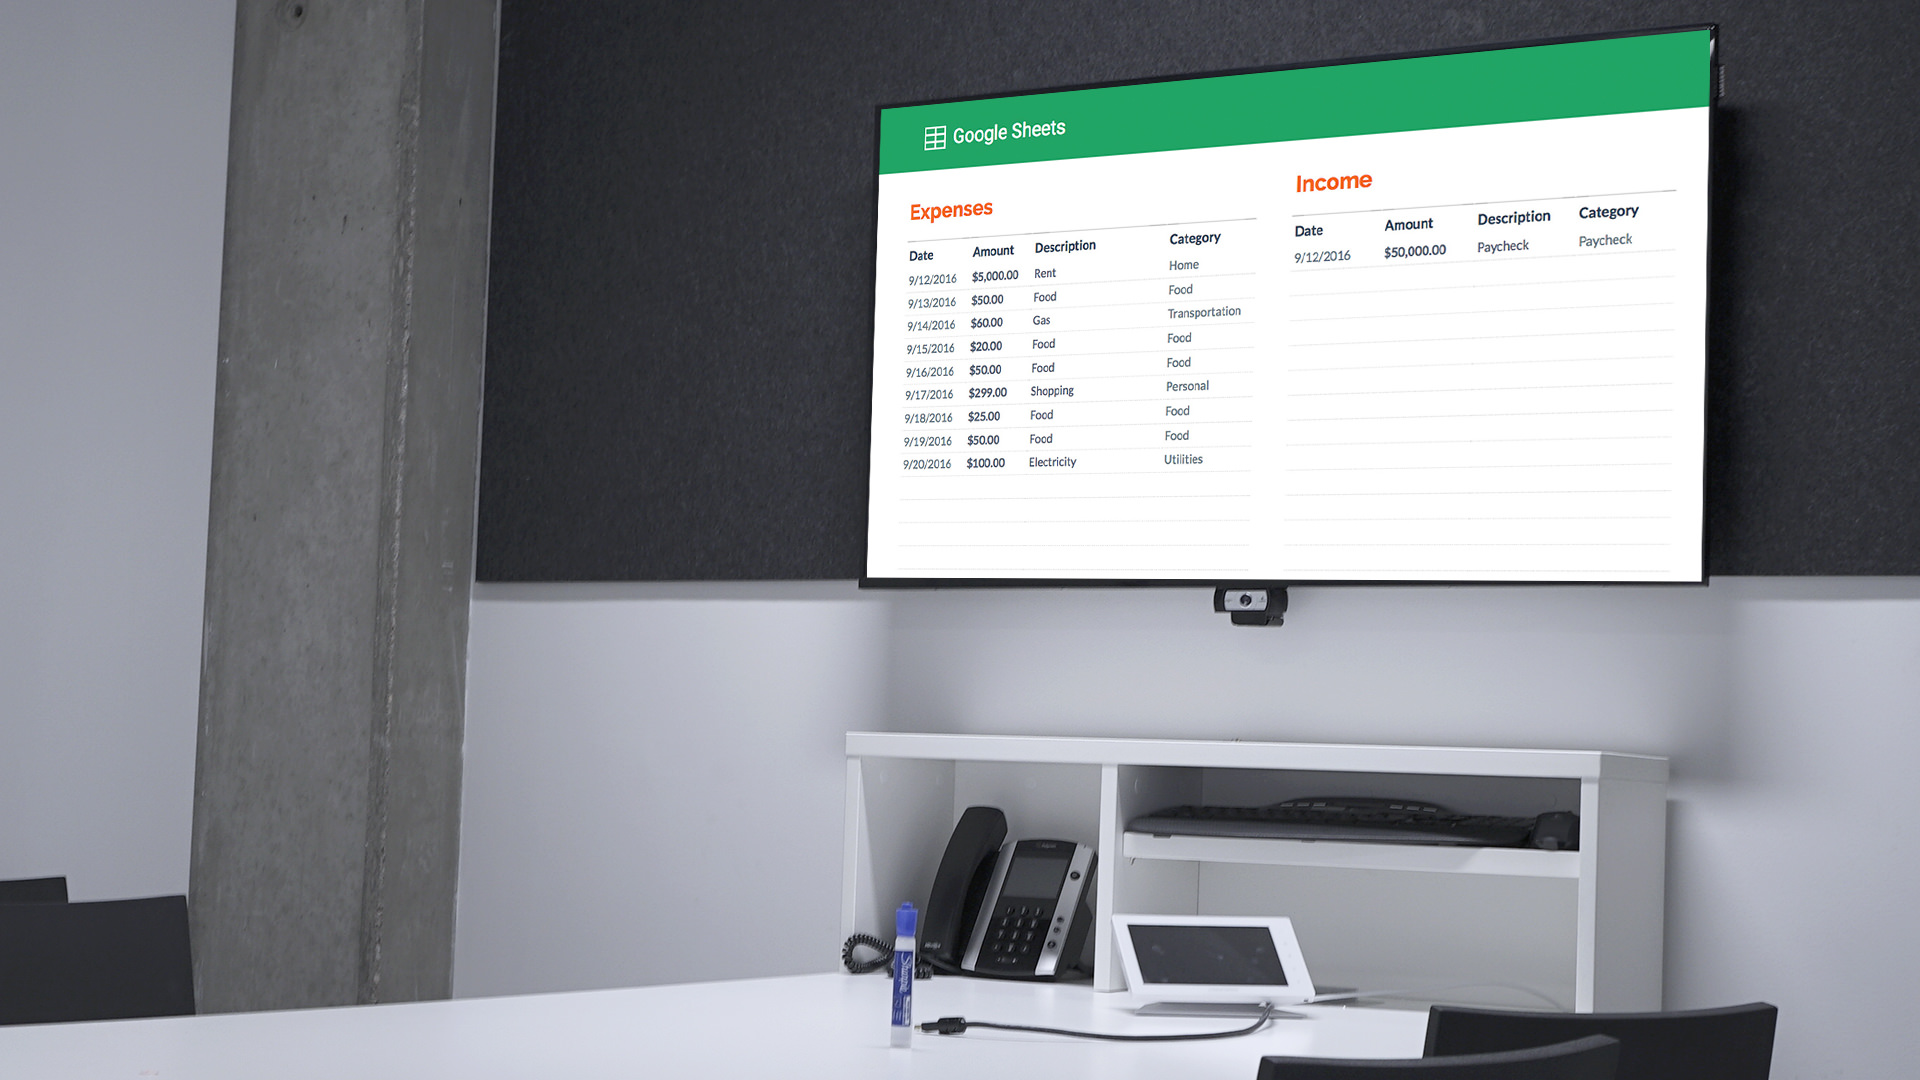 Google Sheets
Expenses
Date Amount Description Category
9/12/2016 $5,000.00 Rent Home
9/13/2016 $50.00 Food Food
9/14/2016 $60.00 Gas Transportation
9/15/2016 $20.00 Food Food
9/16/2016 $50.00 Food Food
9/17/2016 $299.00 Shopping Personal
9/18/2016 $25.00 Food Food
9/19/2016 $50.00 Food Food
9/20/2016 $100.00 Electricity Utilities
Income
Date Amount Description Category
9/12/2016 $50,000.00 Paycheck Paycheck
Sharpie